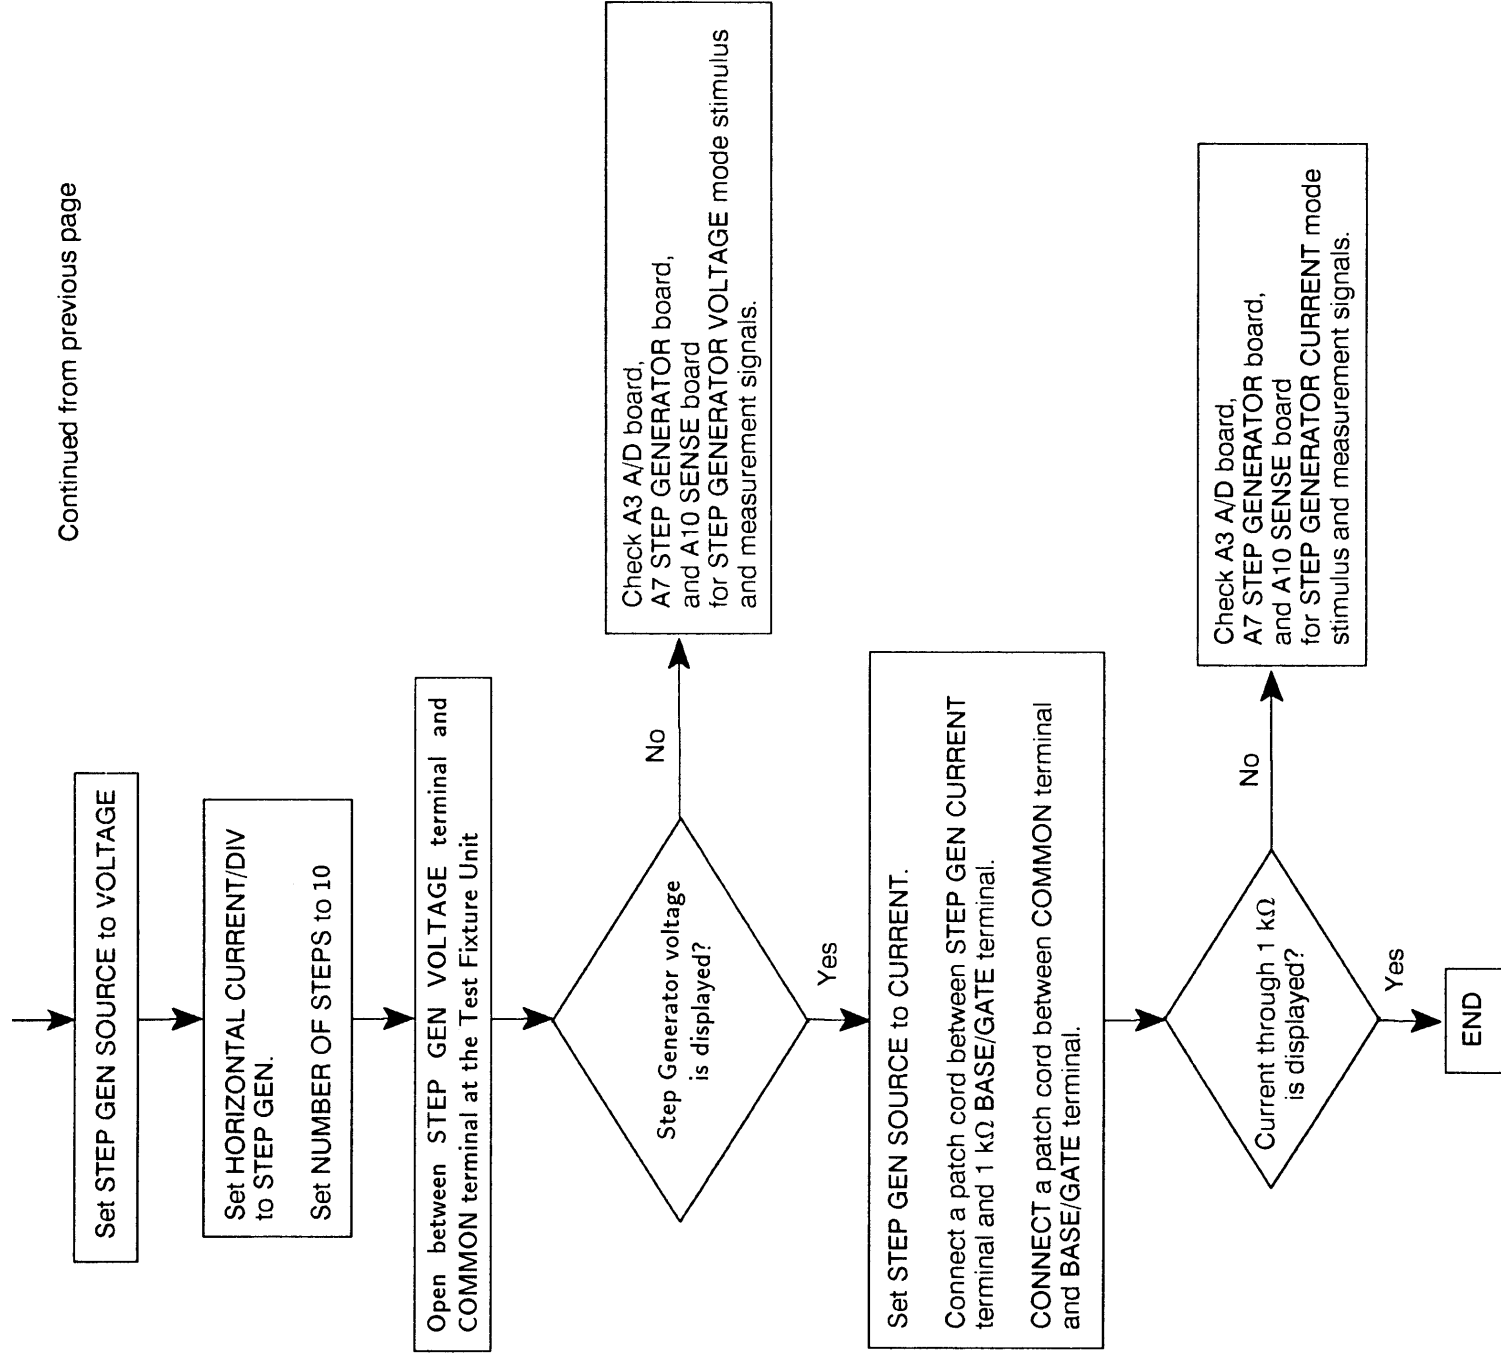 Continued from previous page
Set STEP GEN SOURCE to VOLTAGE
Set HORIZONTAL CURRENT/DIV
to STEP GEN.
Set NUMBER OF STEPS to 10
Open between STEP GEN VOLTAGE terminal and
COMMON terminal at the Test Fixture Unit
Step Generator voltage
is displayed?
No
Check A3 A/D board,
A7 STEP GENERATOR board,
and A10 SENSE board
for STEP GENERATOR VOLTAGE mode stimulus
and measurement signals.
Yes
Set STEP GEN SOURCE to CURRENT.
Connect a patch cord between STEP GEN CURRENT
terminal and 1 kΩ BASE/GATE terminal.
CONNECT a patch cord between COMMON terminal
and BASE/GATE terminal.
Current through 1 kΩ
is displayed?
No
Check A3 A/D board,
A7 STEP GENERATOR board,
and A10 SENSE board
for STEP GENERATOR CURRENT mode
stimulus and measurement signals.
Yes
END